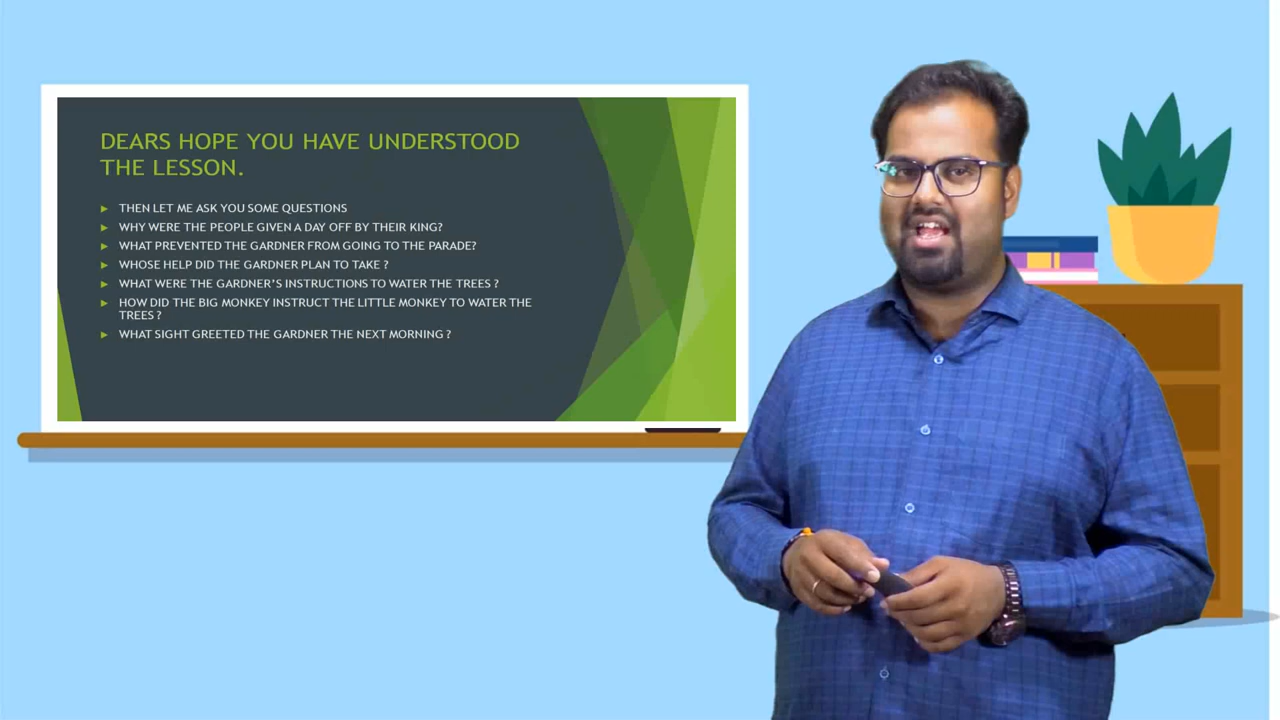 DEARS HOPE YOU HAVE UNDERSTOOD
THE LESSON.
THEN LET ME ASK YOU SOME QUESTIONS
WHY WERE THE PEOPLE GIVEN A DAY OFF BY THEIR KING?
WHAT PREVENTED THE GARDNER FROM GOING TO THE PARADE?
WHOSE HELP DID THE GARDNER PLAN TO TAKE ?
WHAT WERE THE GARDNER'S INSTRUCTIONS TO WATER THE TREES ?
HOW DID THE BIG MONKEY INSTRUCT THE LITTLE MONKEY TO WATER THE
TREES ?
WHAT SIGHT GREETED THE GARDNER THE NEXT MORNING ?